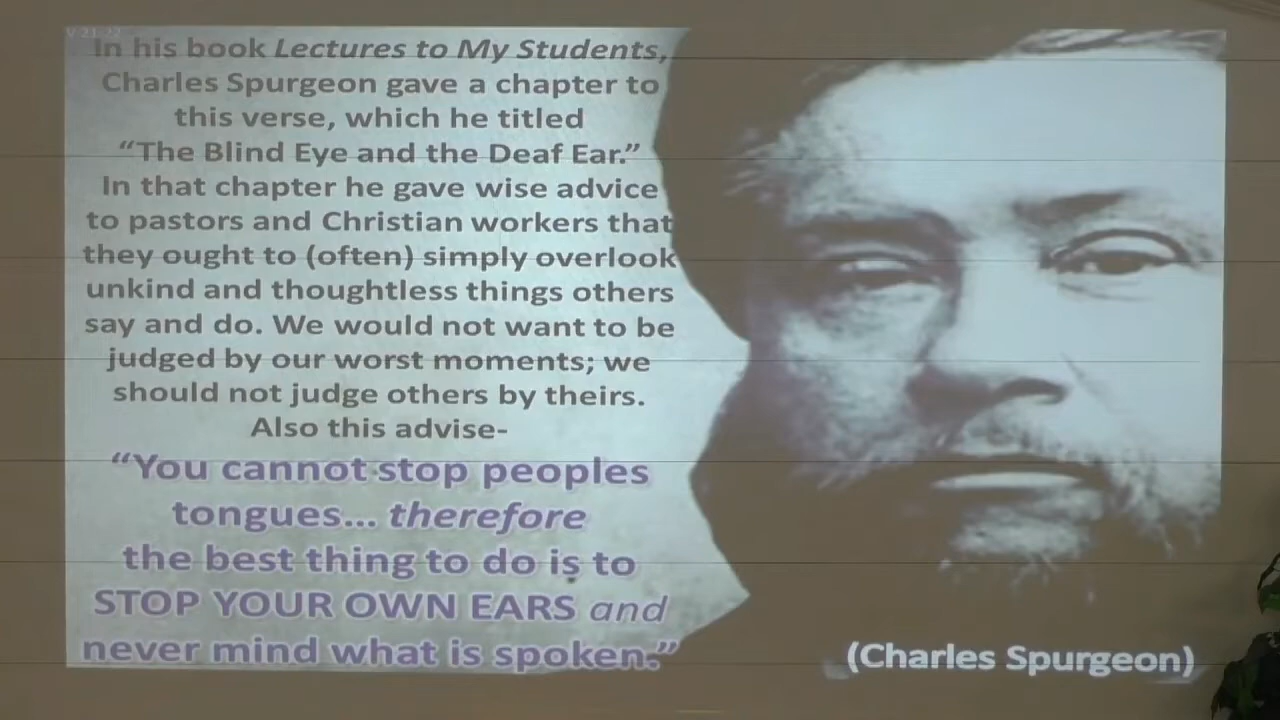 V 21,22
In his book Lectures to My Students,
Charles Spurgeon gave a chapter to
this verse, which he titled
“The Blind Eye and the Deaf Ear.”
In that chapter he gave wise advice
to pastors and Christian workers that
they ought to (often) simply overlook
unkind and thoughtless things others
say and do. We would not want to be
judged by our worst moments; we
should not judge others by theirs.
Also this advise-
“You cannot stop peoples
tongues... therefore
the best thing to do is to
STOP YOUR OWN EARS and
never mind what is spoken.”
(Charles Spurgeon)